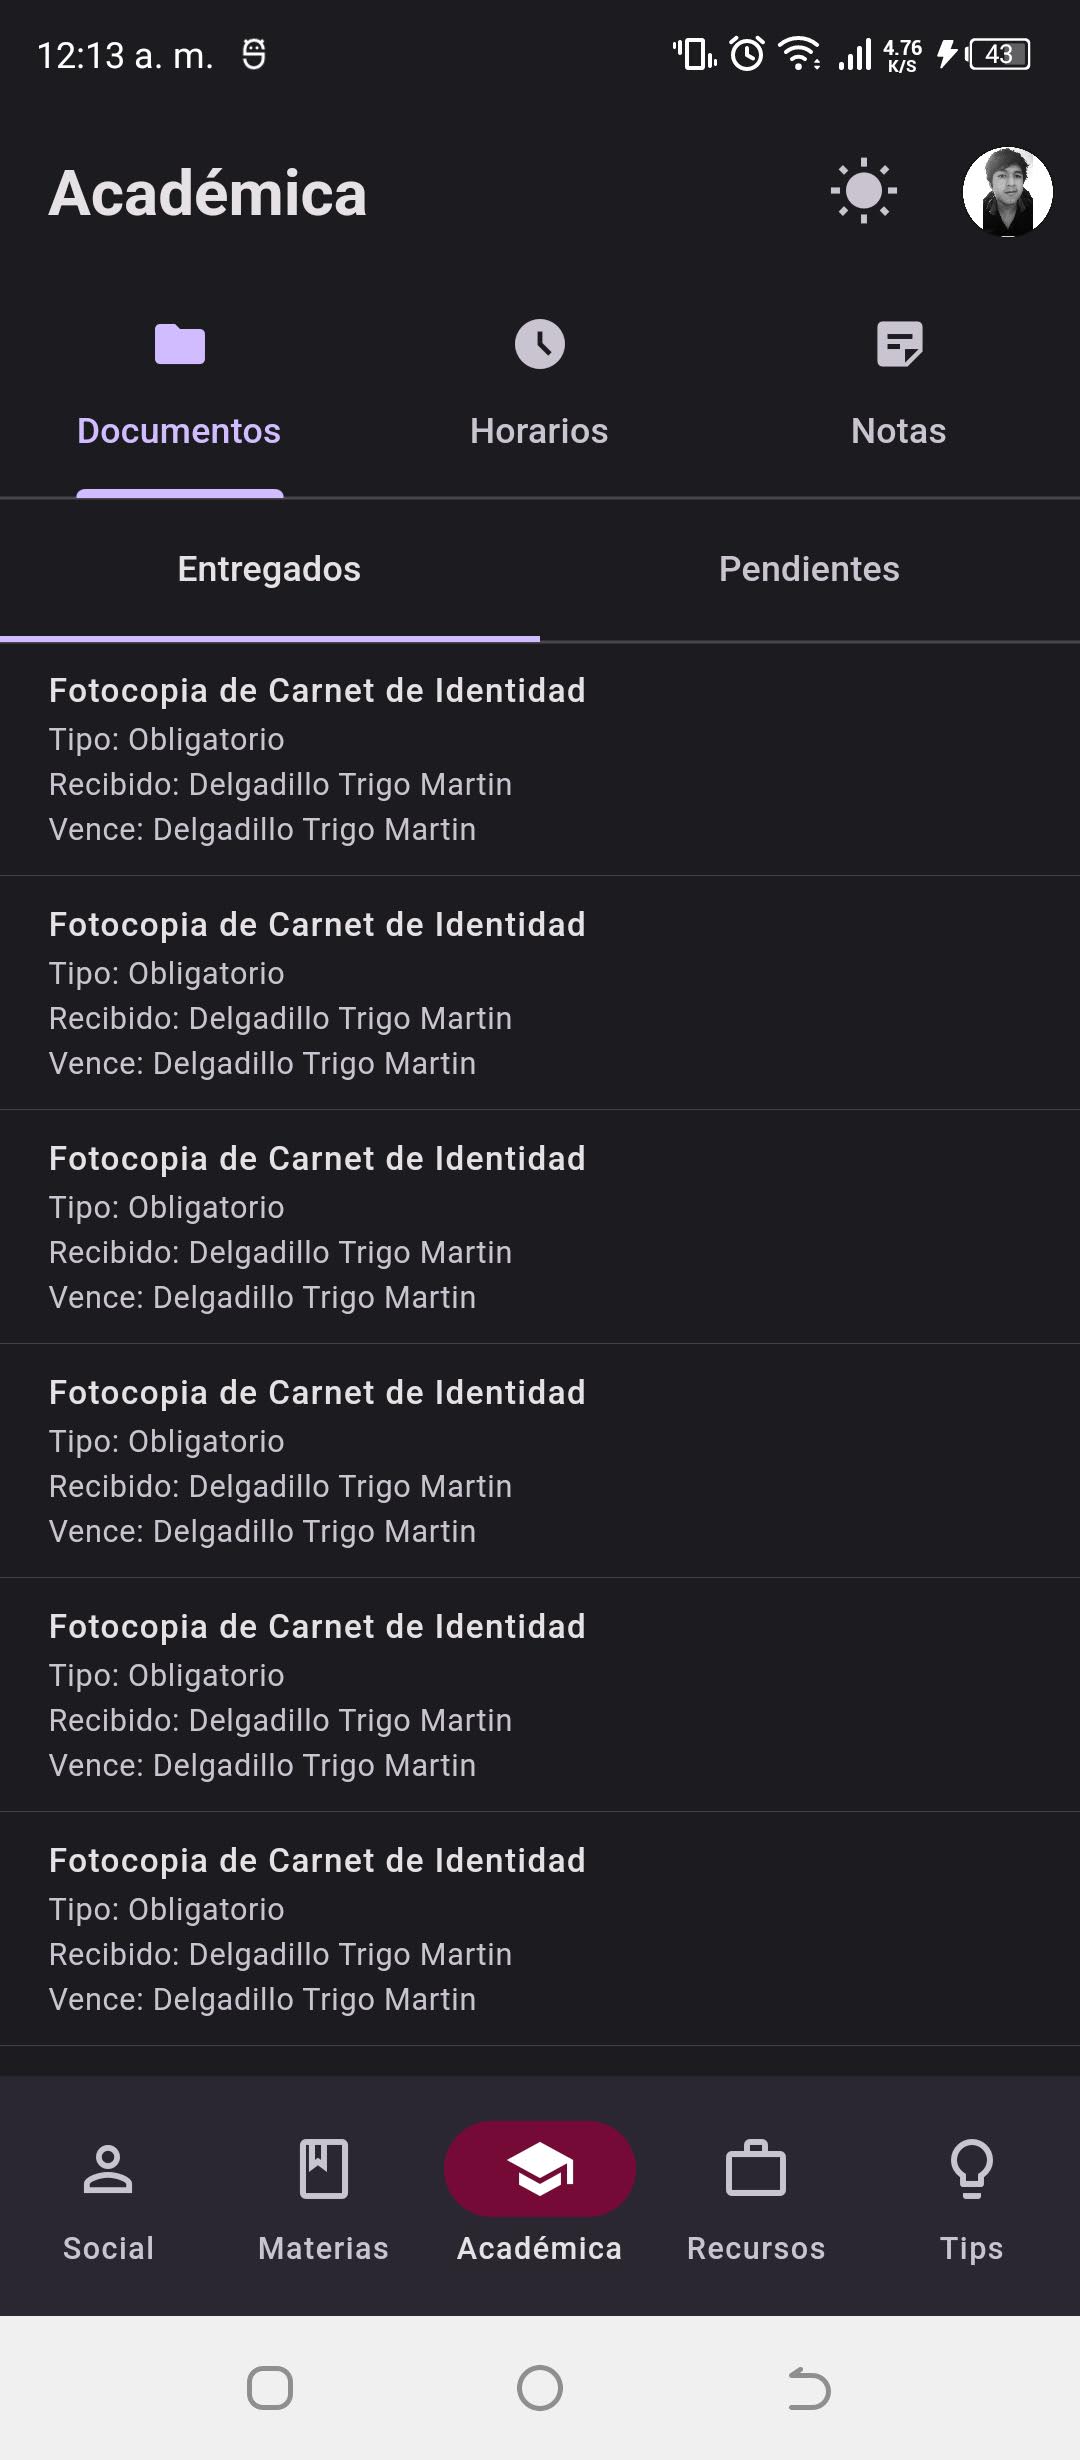 12:13 a. m.
4.76
K/S
43
Académica
Documentos
Horarios
Notas
Entregados
Pendientes
Fotocopia de Carnet de Identidad
Tipo: Obligatorio
Recibido: Delgadillo Trigo Martin
Vence: Delgadillo Trigo Martin
Fotocopia de Carnet de Identidad
Tipo: Obligatorio
Recibido: Delgadillo Trigo Martin
Vence: Delgadillo Trigo Martin
Fotocopia de Carnet de Identidad
Tipo: Obligatorio
Recibido: Delgadillo Trigo Martin
Vence: Delgadillo Trigo Martin
Fotocopia de Carnet de Identidad
Tipo: Obligatorio
Recibido: Delgadillo Trigo Martin
Vence: Delgadillo Trigo Martin
Fotocopia de Carnet de Identidad
Tipo: Obligatorio
Recibido: Delgadillo Trigo Martin
Vence: Delgadillo Trigo Martin
Fotocopia de Carnet de Identidad
Tipo: Obligatorio
Recibido: Delgadillo Trigo Martin
Vence: Delgadillo Trigo Martin
Social
Materias
Académica
Recursos
Tips